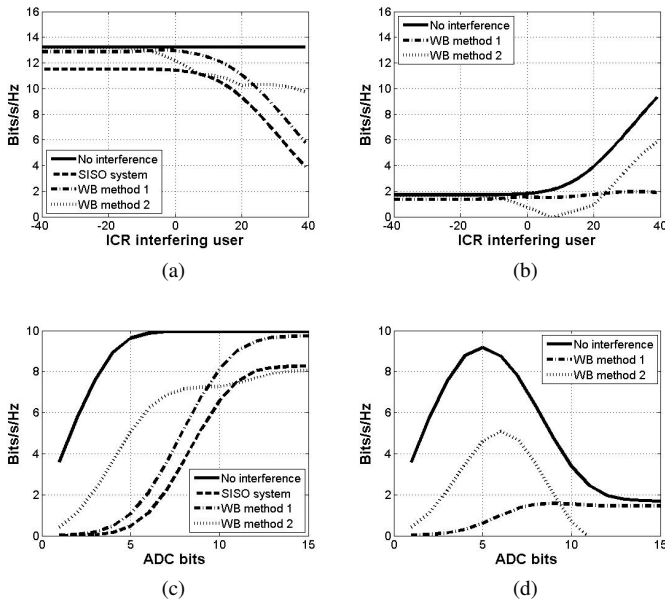 16
14
12
10
8
6
4
2
0
Bits/s/Hz
No interference
SISO system
WB method 1
WB method 2
-40
-20
0
20
40
ICR interfering user
(a)
16
14
12
10
8
6
4
2
0
Bits/s/Hz
No interference
WB method 1
WB method 2
-40
-20
0
20
40
ICR interfering user
(b)
10
8
6
4
2
0
Bits/s/Hz
No interference
SISO system
WB method 1
WB method 2
0
5
10
15
ADC bits
(c)
10
8
6
4
2
0
Bits/s/Hz
No interference
WB method 1
WB method 2
0
5
10
15
ADC bits
(d)